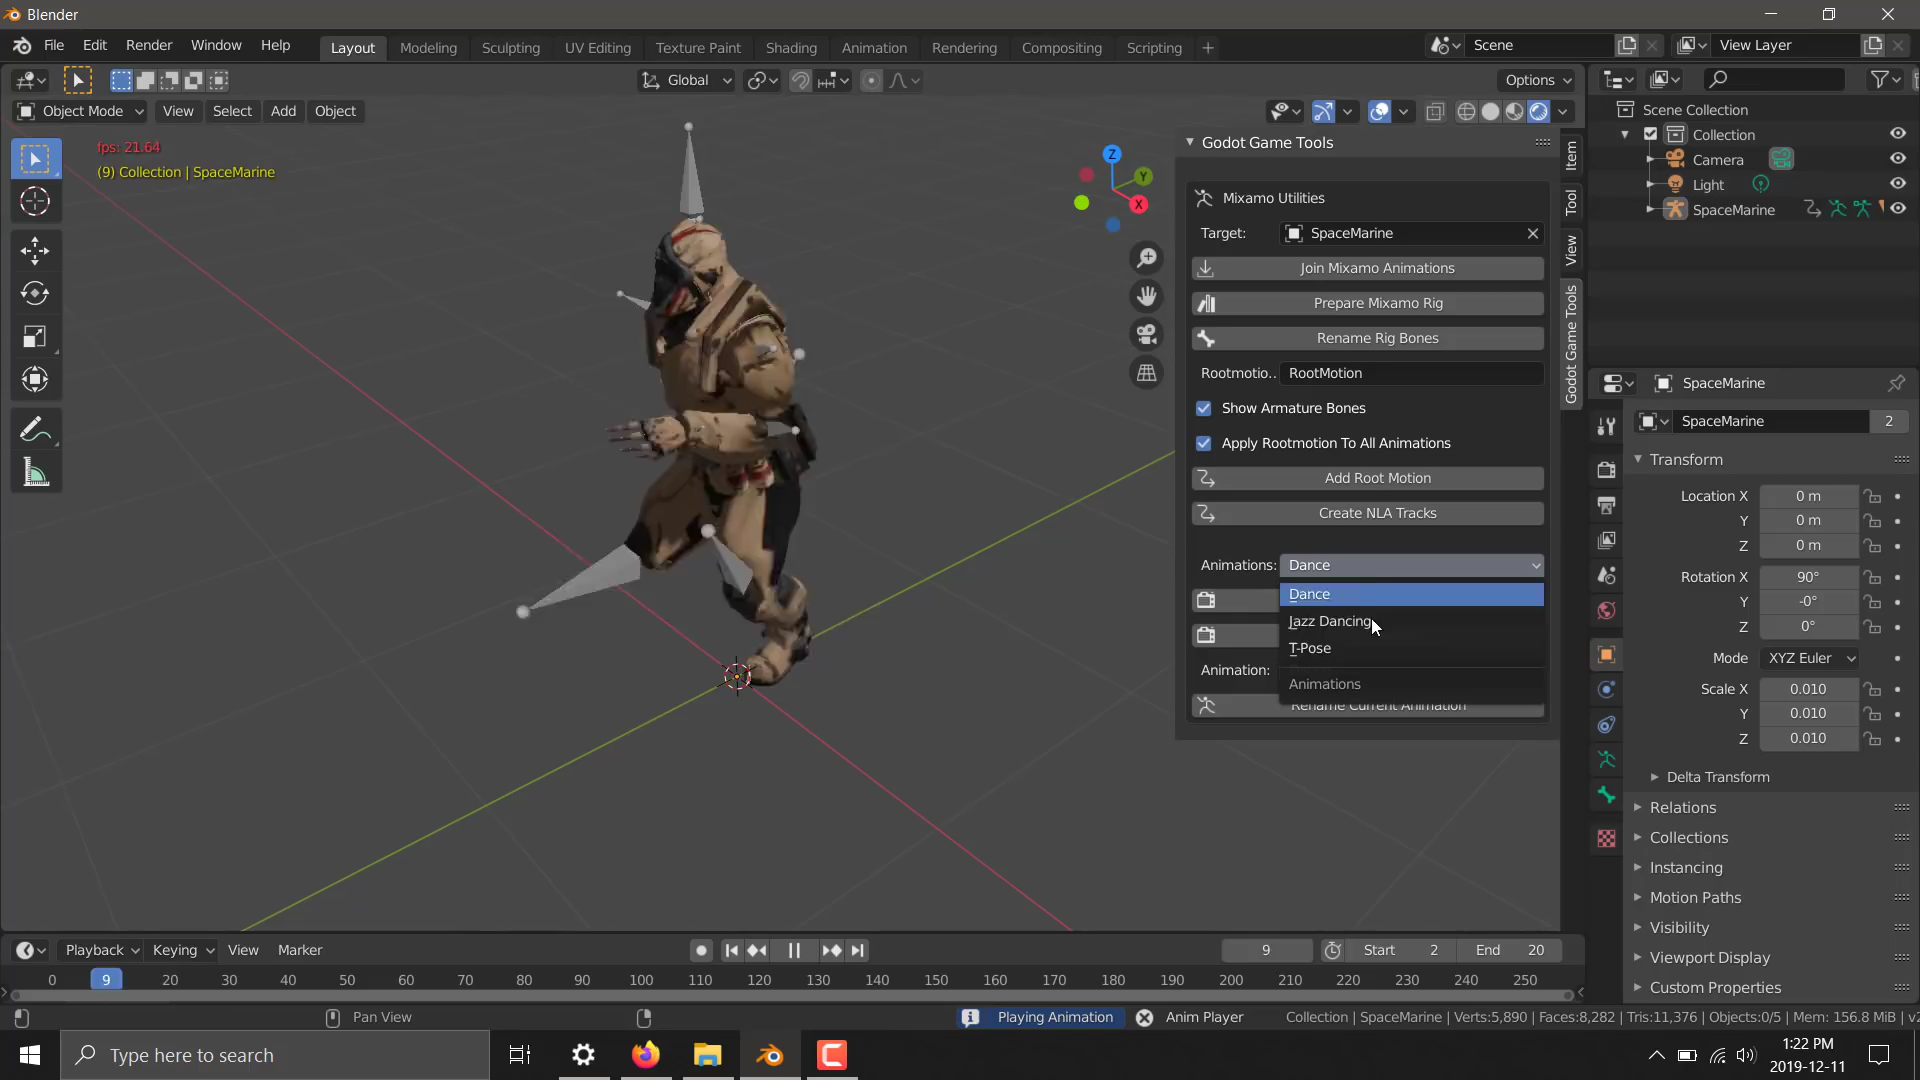 Blender
File Edit Render Window Help
Layout Modeling Sculpting UV Editing Texture Paint Shading Animation Rendering Compositing Scripting +
Scene
View Layer
Global
Options
Object Mode View Select Add Object
fps: 21.64
(9) Collection | SpaceMarine
Z
Y
X
Godot Game Tools
Mixamo Utilities
Target: SpaceMarine
Join Mixamo Animations
Prepare Mixamo Rig
Rename Rig Bones
Rootmotio.. RootMotion
Show Armature Bones
Apply Rootmotion To All Animations
Add Root Motion
Create NLA Tracks
Animations: Dance
Dance
Jazz Dancing
T-Pose
Animation:
Animations
Rename Current Animation
Item
Tool
View
Godot Game Tools
Scene Collection
Collection
Camera
Light
SpaceMarine
SpaceMarine
SpaceMarine 2
Transform
Location X 0 m
Y 0 m
Z 0 m
Rotation X 90°
Y -0°
Z 0°
Mode XYZ Euler
Scale X 0.010
Y 0.010
Z 0.010
Delta Transform
Relations
Collections
Instancing
Motion Paths
Visibility
Viewport Display
Custom Properties
Playback Keying View Marker
9 Start 2 End 20
0 9 20 30 40 50 60 70 80 90 100 110 120 130 140 150 160 170 180 190 200 210 220 230 240 250
Pan View
Playing Animation Anim Player
Collection | SpaceMarine | Verts:5,890 | Faces:8,282 | Tris:11,376 | Objects:0/5 | Mem: 156.8 MiB | v2
Type here to search
1:22 PM
2019-12-11